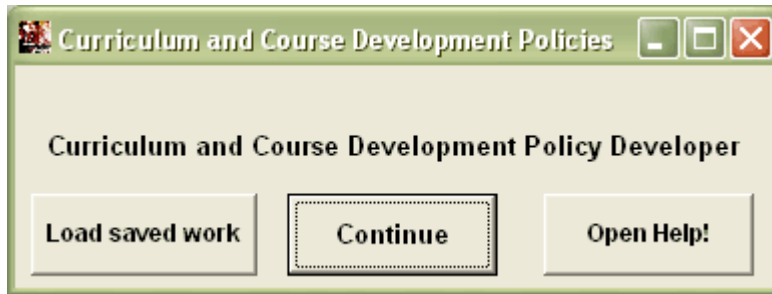 Curriculum and Course Development Policies
Curriculum and Course Development Policy Developer
Load saved work
Continue
Open Help!